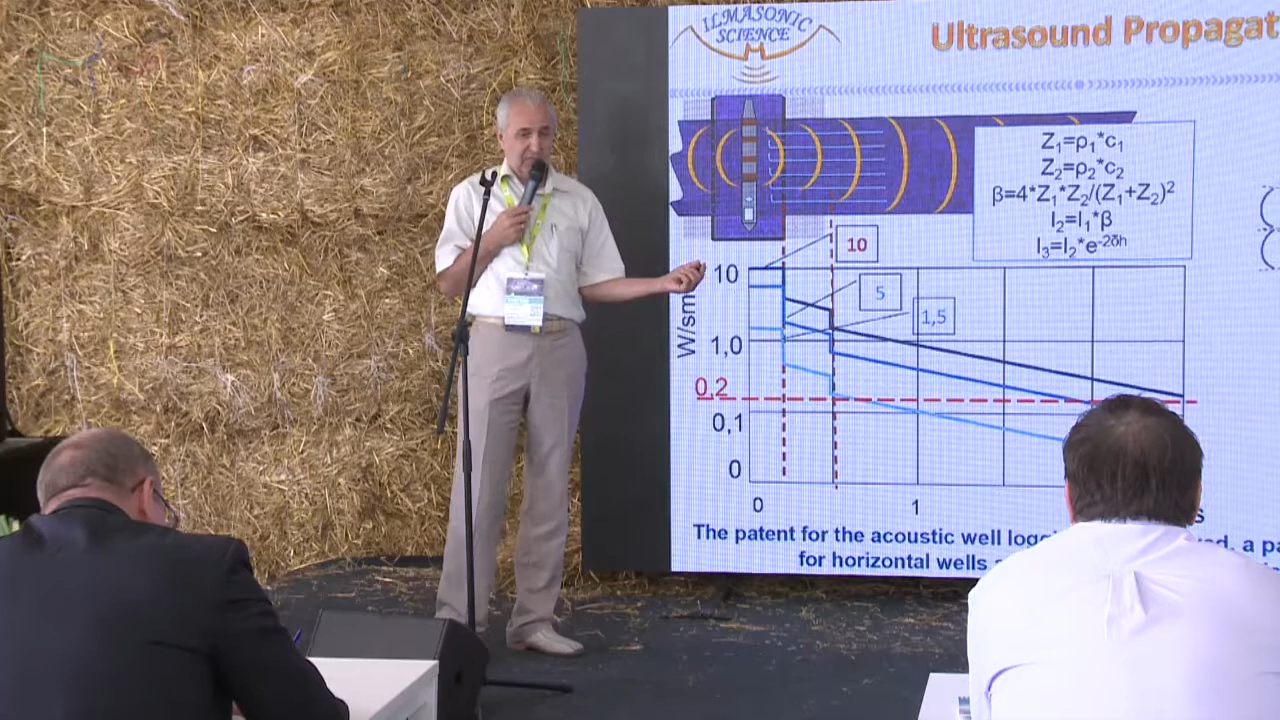 ILMASONIC
SCIENCE
Ultrasound Propagat
Z₁=ρ₁*c₁
Z₂=ρ₂*c₂
β=4*Z₁*Z₂/(Z₁+Z₂)²
I₂=I₁*β
I₃=I₂*e⁻²ᵟʰ
10
5
1,5
W/sm
10
1,0
0,2
0,1
0
0
1
The patent for the acoustic well
for horizontal wells